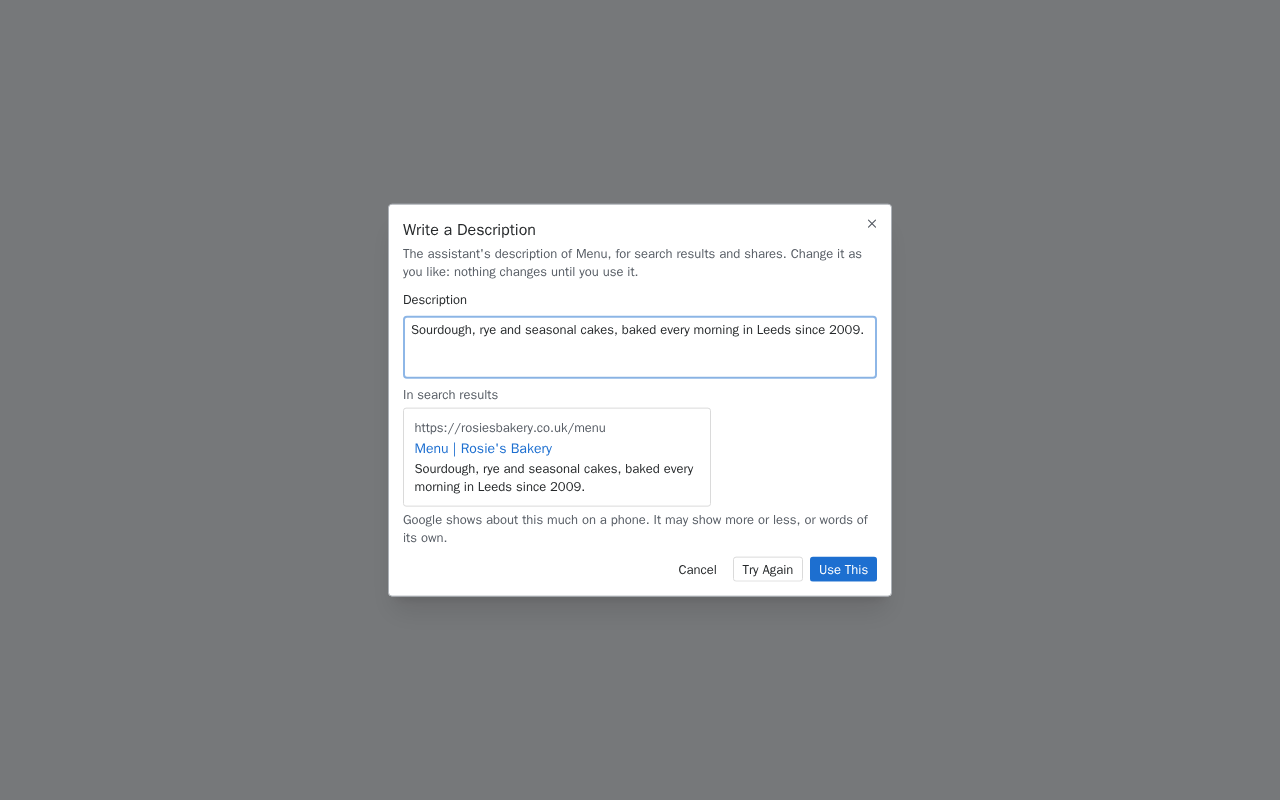 Write a Description
The assistant's description of Menu, for search results and shares. Change it as
you like: nothing changes until you use it.
Description
Sourdough, rye and seasonal cakes, baked every morning in Leeds since 2009.
In search results
https://rosiesbakery.co.uk/menu
Menu | Rosie's Bakery
Sourdough, rye and seasonal cakes, baked every
morning in Leeds since 2009.
Google shows about this much on a phone. It may show more or less, or words of
its own.
Cancel
Try Again
Use This